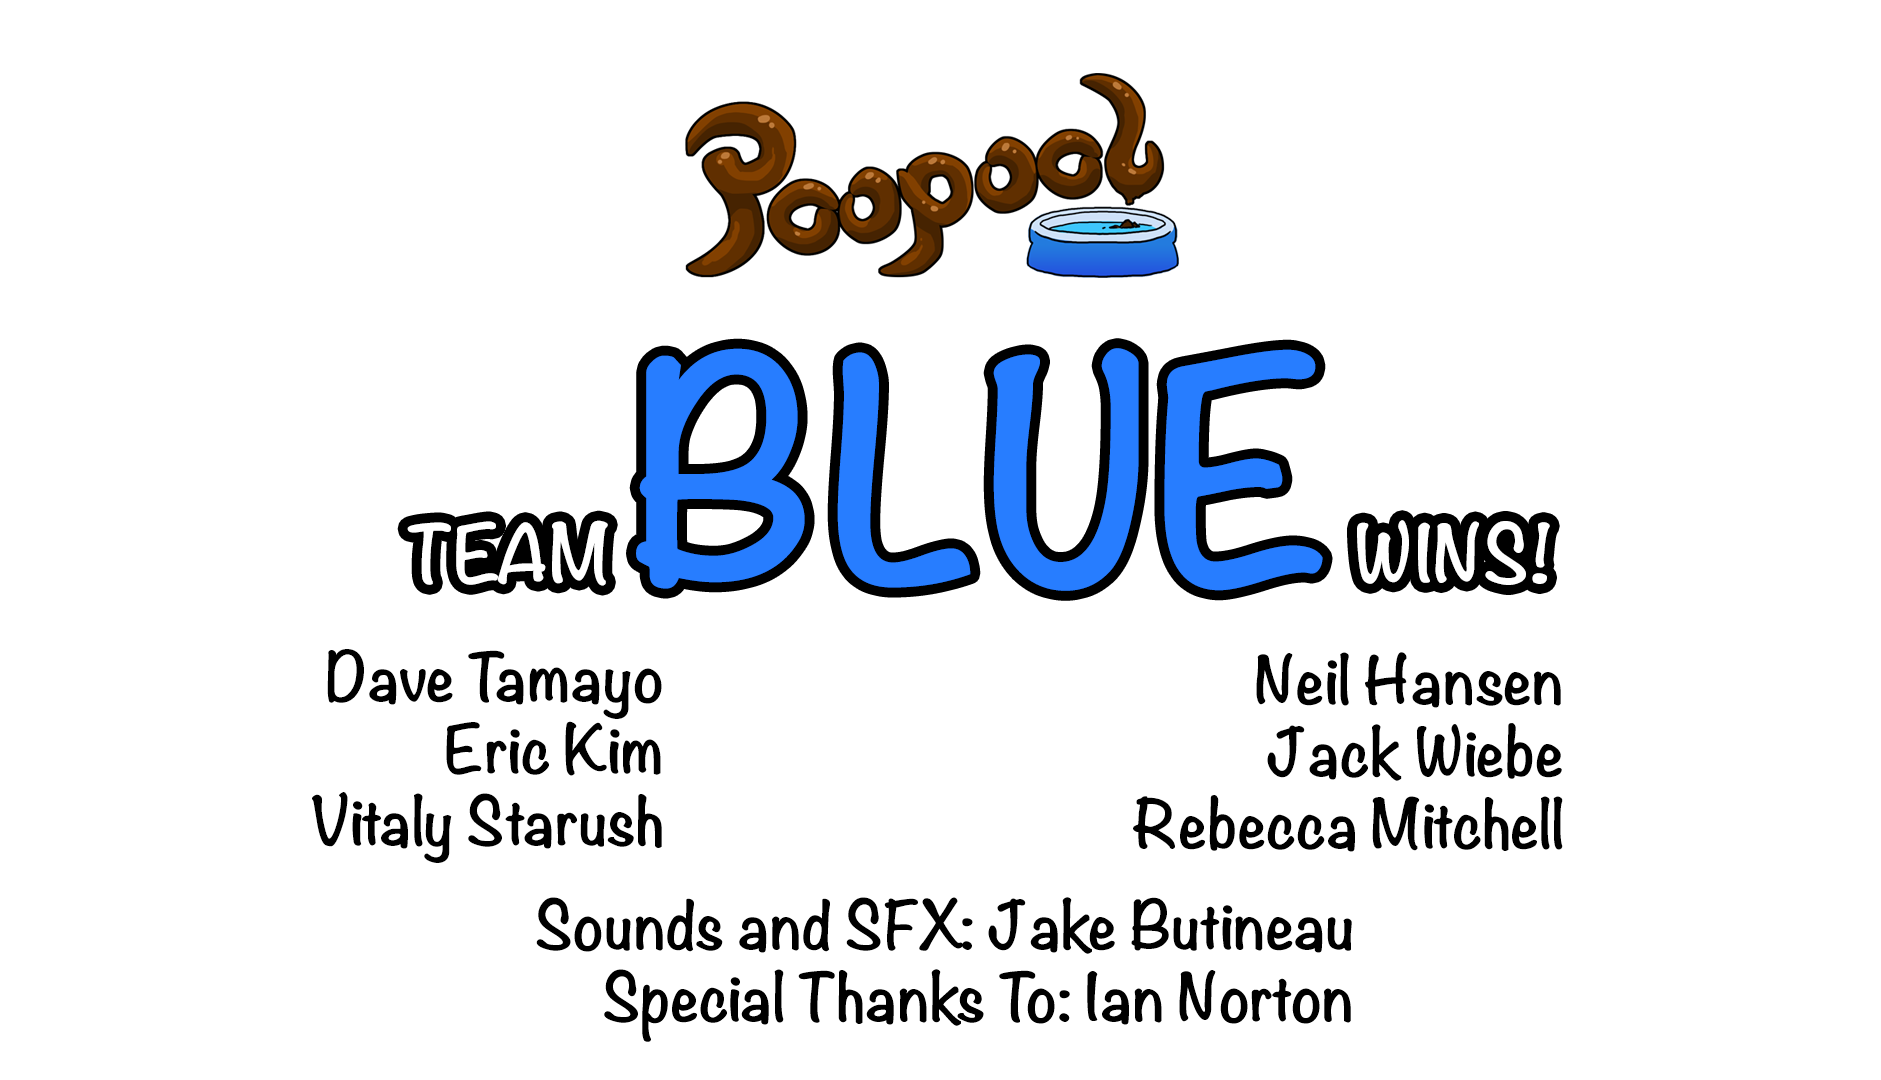 Poopool
TEAM BLUE WINS!
Dave Tamayo
Eric Kim
Vitaly Starush
Neil Hansen
Jack Wiebe
Rebecca Mitchell
Sounds and SFX: Jake Butineau
Special Thanks To: Ian Norton